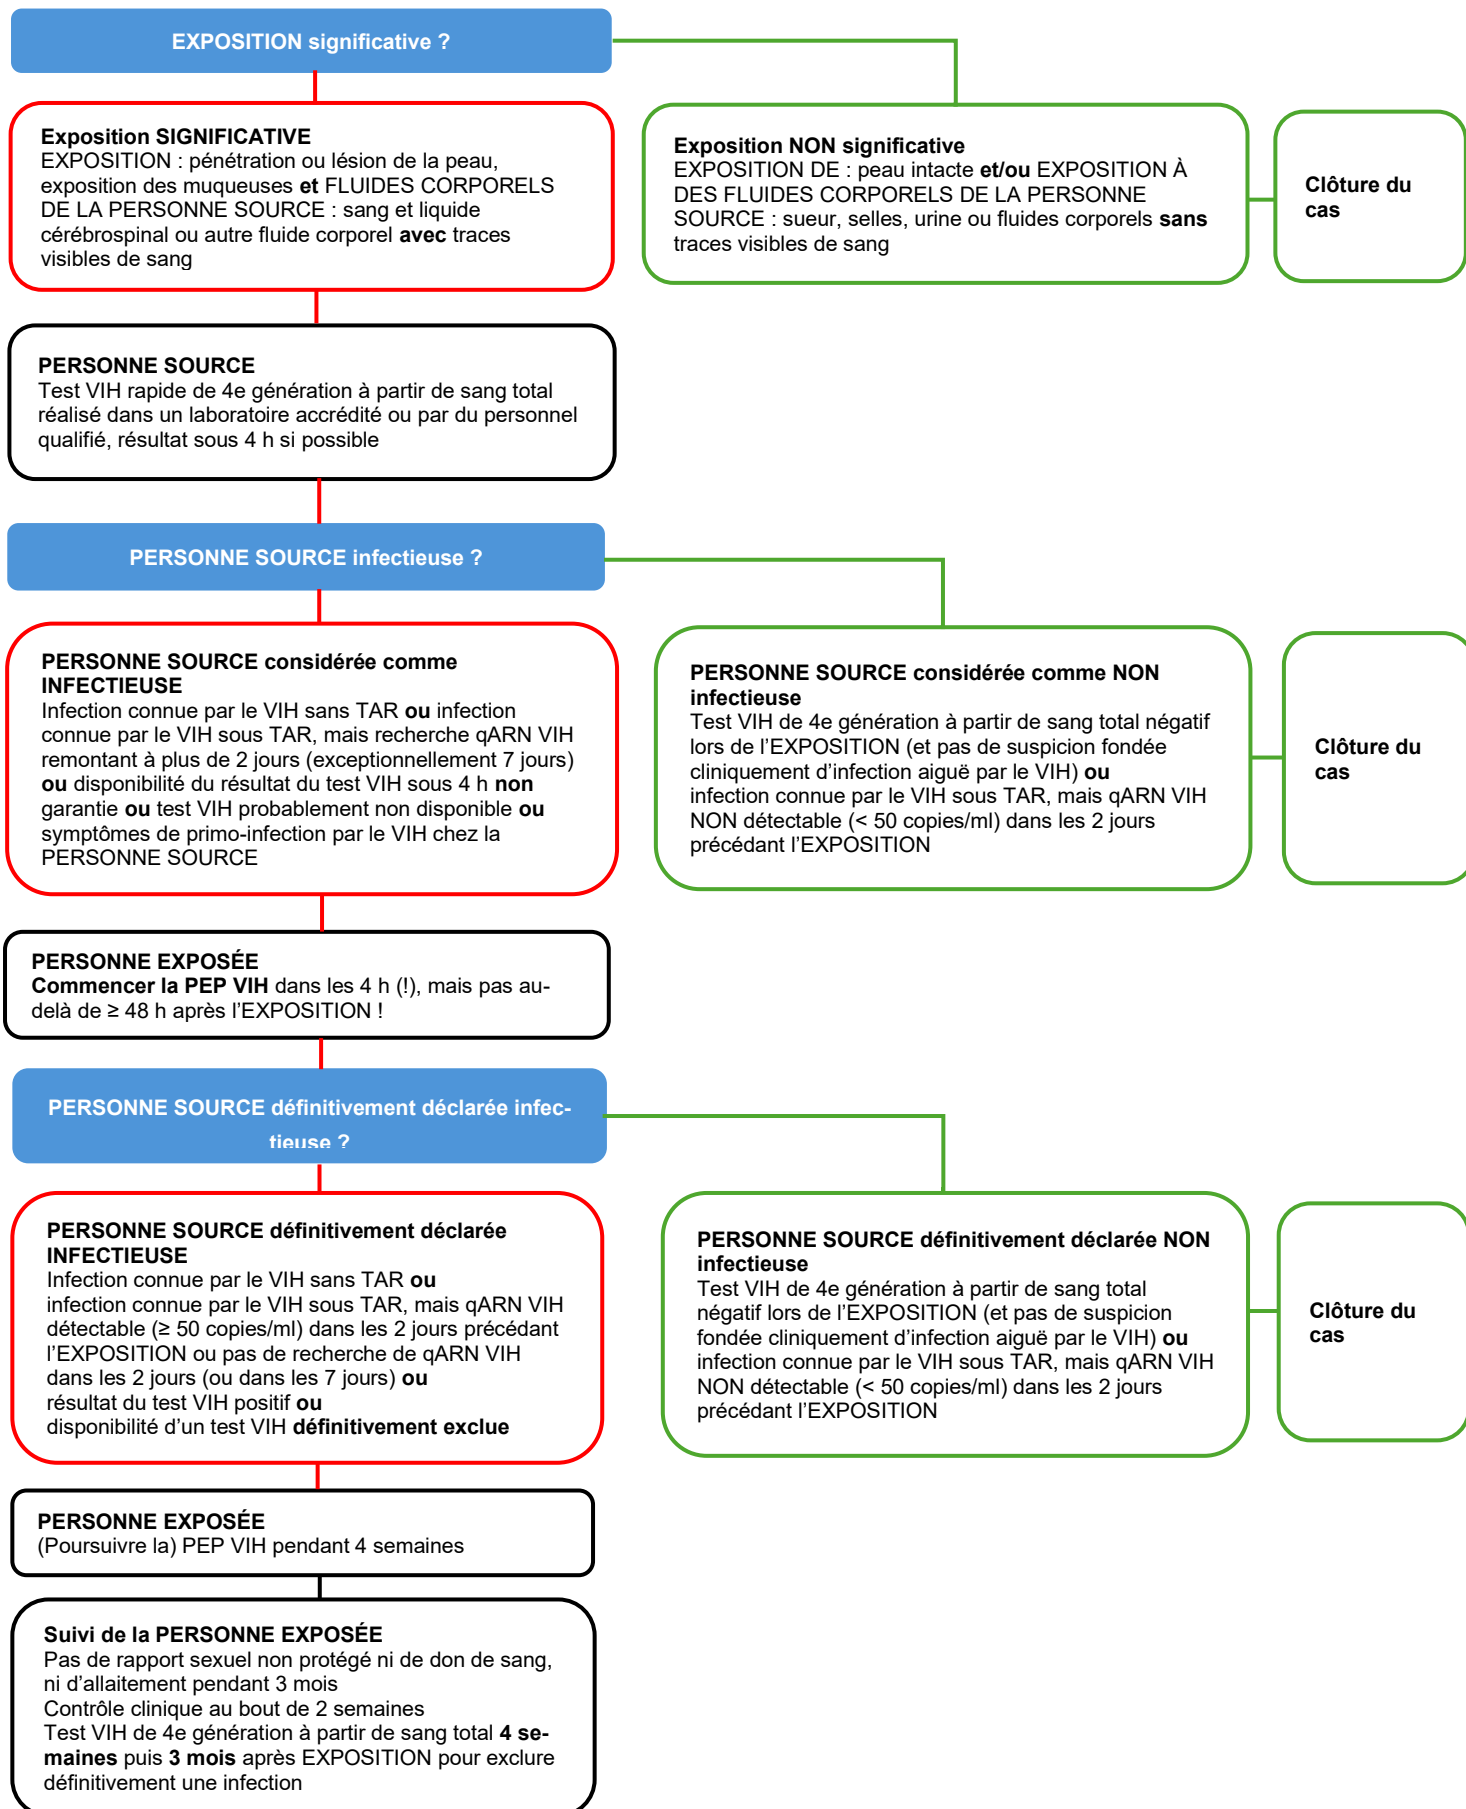 EXPOSITION significative ?
Exposition SIGNIFICATIVE
EXPOSITION : pénétration ou lésion de la peau,
exposition des muqueuses et FLUIDES CORPORELS
DE LA PERSONNE SOURCE : sang et liquide
cérébrospinal ou autre fluide corporel avec traces
visibles de sang
Exposition NON significative
EXPOSITION DE : peau intacte et/ou EXPOSITION À
DES FLUIDES CORPORELS DE LA PERSONNE
SOURCE : sueur, selles, urine ou fluides corporels sans
traces visibles de sang
Clôture du
cas
PERSONNE SOURCE
Test VIH rapide de 4e génération à partir de sang total
réalisé dans un laboratoire accrédité ou par du personnel
qualifié, résultat sous 4 h si possible
PERSONNE SOURCE infectieuse ?
PERSONNE SOURCE considérée comme
INFECTIEUSE
Infection connue par le VIH sans TAR ou infection
connue par le VIH sous TAR, mais recherche qARN VIH
remontant à plus de 2 jours (exceptionnellement 7 jours)
ou disponibilité du résultat du test VIH sous 4 h non
garantie ou test VIH probablement non disponible ou
symptômes de primo-infection par le VIH chez la
PERSONNE SOURCE
PERSONNE SOURCE considérée comme NON
infectieuse
Test VIH de 4e génération à partir de sang total négatif
lors de l’EXPOSITION (et pas de suspicion fondée
cliniquement d’infection aiguë par le VIH) ou
infection connue par le VIH sous TAR, mais qARN VIH
NON détectable (< 50 copies/ml) dans les 2 jours
précédant l’EXPOSITION
Clôture du
cas
PERSONNE EXPOSÉE
Commencer la PEP VIH dans les 4 h (!), mais pas au-
delà de ≥ 48 h après l’EXPOSITION !
PERSONNE SOURCE définitivement déclarée infec-
tieuse ?
PERSONNE SOURCE définitivement déclarée
INFECTIEUSE
Infection connue par le VIH sans TAR ou
infection connue par le VIH sous TAR, mais qARN VIH
détectable (≥ 50 copies/ml) dans les 2 jours précédant
l’EXPOSITION ou pas de recherche de qARN VIH
dans les 2 jours (ou dans les 7 jours) ou
résultat du test VIH positif ou
disponibilité d’un test VIH définitivement exclue
PERSONNE SOURCE définitivement déclarée NON
infectieuse
Test VIH de 4e génération à partir de sang total
négatif lors de l’EXPOSITION (et pas de suspicion
fondée cliniquement d’infection aiguë par le VIH) ou
infection connue par le VIH sous TAR, mais qARN VIH
NON détectable (< 50 copies/ml) dans les 2 jours
précédant l’EXPOSITION
Clôture du
cas
PERSONNE EXPOSÉE
(Poursuivre la) PEP VIH pendant 4 semaines
Suivi de la PERSONNE EXPOSÉE
Pas de rapport sexuel non protégé ni de don de sang,
ni d’allaitement pendant 3 mois
Contrôle clinique au bout de 2 semaines
Test VIH de 4e génération à partir de sang total 4 se-
maines puis 3 mois après EXPOSITION pour exclure
définitivement une infection